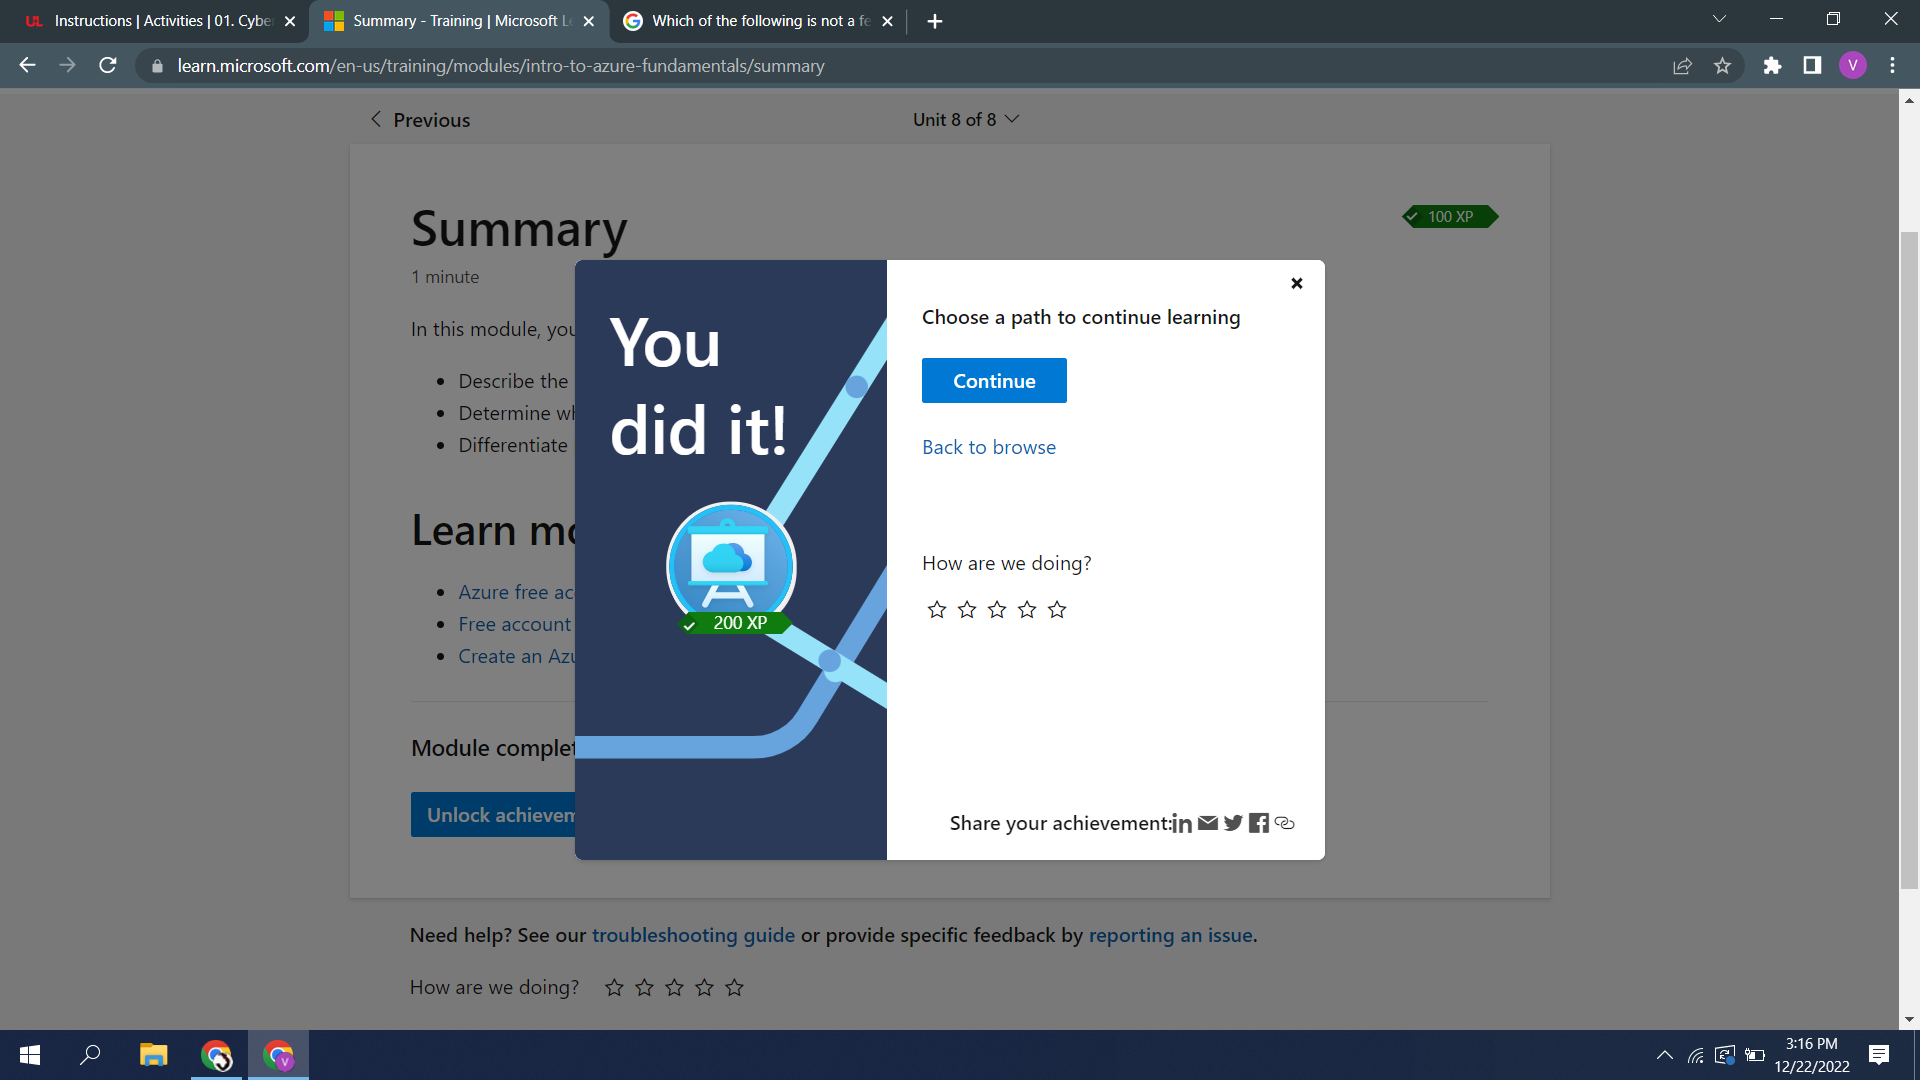 UL Instructions | Activities | 01. Cybe
Summary - Training | Microsoft L
Which of the following is not a fe
learn.microsoft.com/en-us/training/modules/intro-to-azure-fundamentals/summary
V
Previous
Unit 8 of 8
Summary
100 XP
1 minute
In this module, you
Describe the
Determine wh
Differentiate
Learn mo
Azure free ac
Free account
Create an Azu
Module complet
Unlock achievem
You
did it!
200 XP
Choose a path to continue learning
Continue
Back to browse
How are we doing?
Share your achievement:
Need help? See our troubleshooting guide or provide specific feedback by reporting an issue.
How are we doing?
V
3:16 PM
12/22/2022